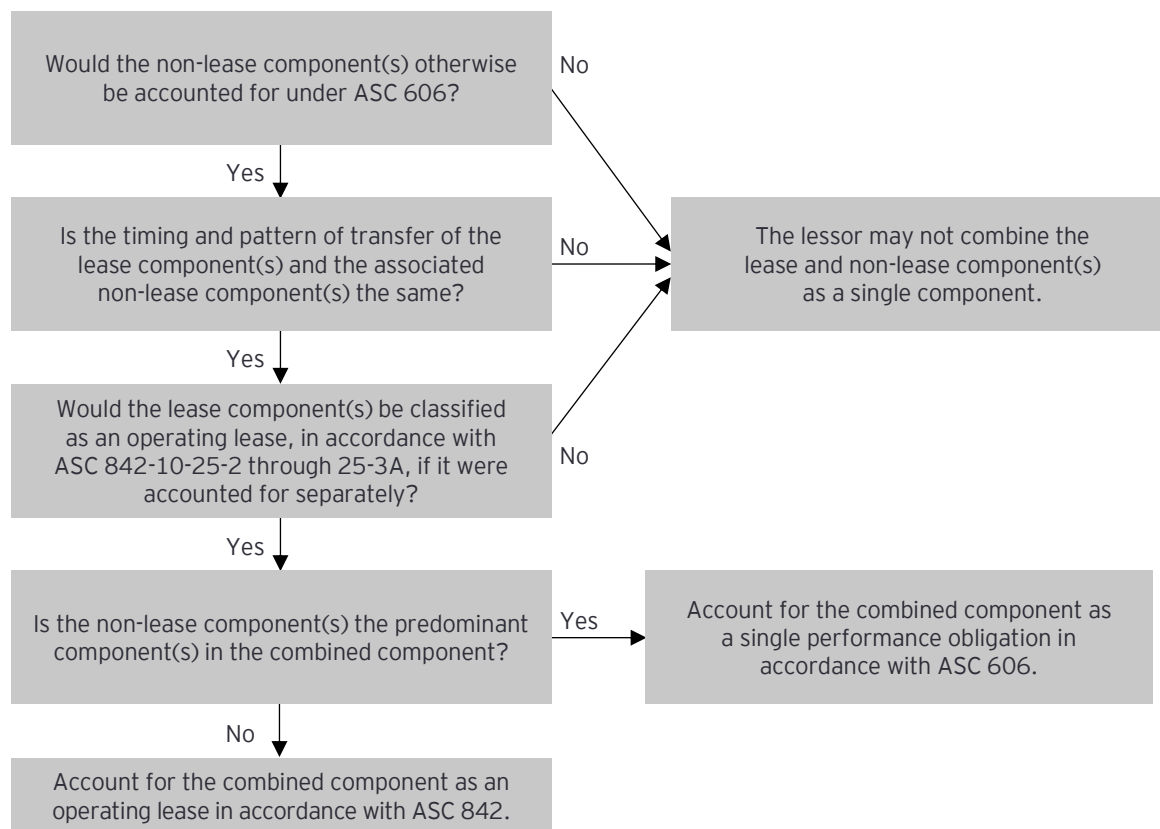 Would the non-lease component(s) otherwise
be accounted for under ASC 606?
No
Yes
Is the timing and pattern of transfer of the
lease component(s) and the associated
non-lease component(s) the same?
No
The lessor may not combine the
lease and non-lease component(s)
as a single component.
Yes
Would the lease component(s) be classified
as an operating lease, in accordance with
ASC 842-10-25-2 through 25-3A, if it were
accounted for separately?
No
Yes
Is the non-lease component(s) the predominant
component(s) in the combined component?
Yes
Account for the combined component as
a single performance obligation in
accordance with ASC 606.
No
Account for the combined component as an
operating lease in accordance with ASC 842.